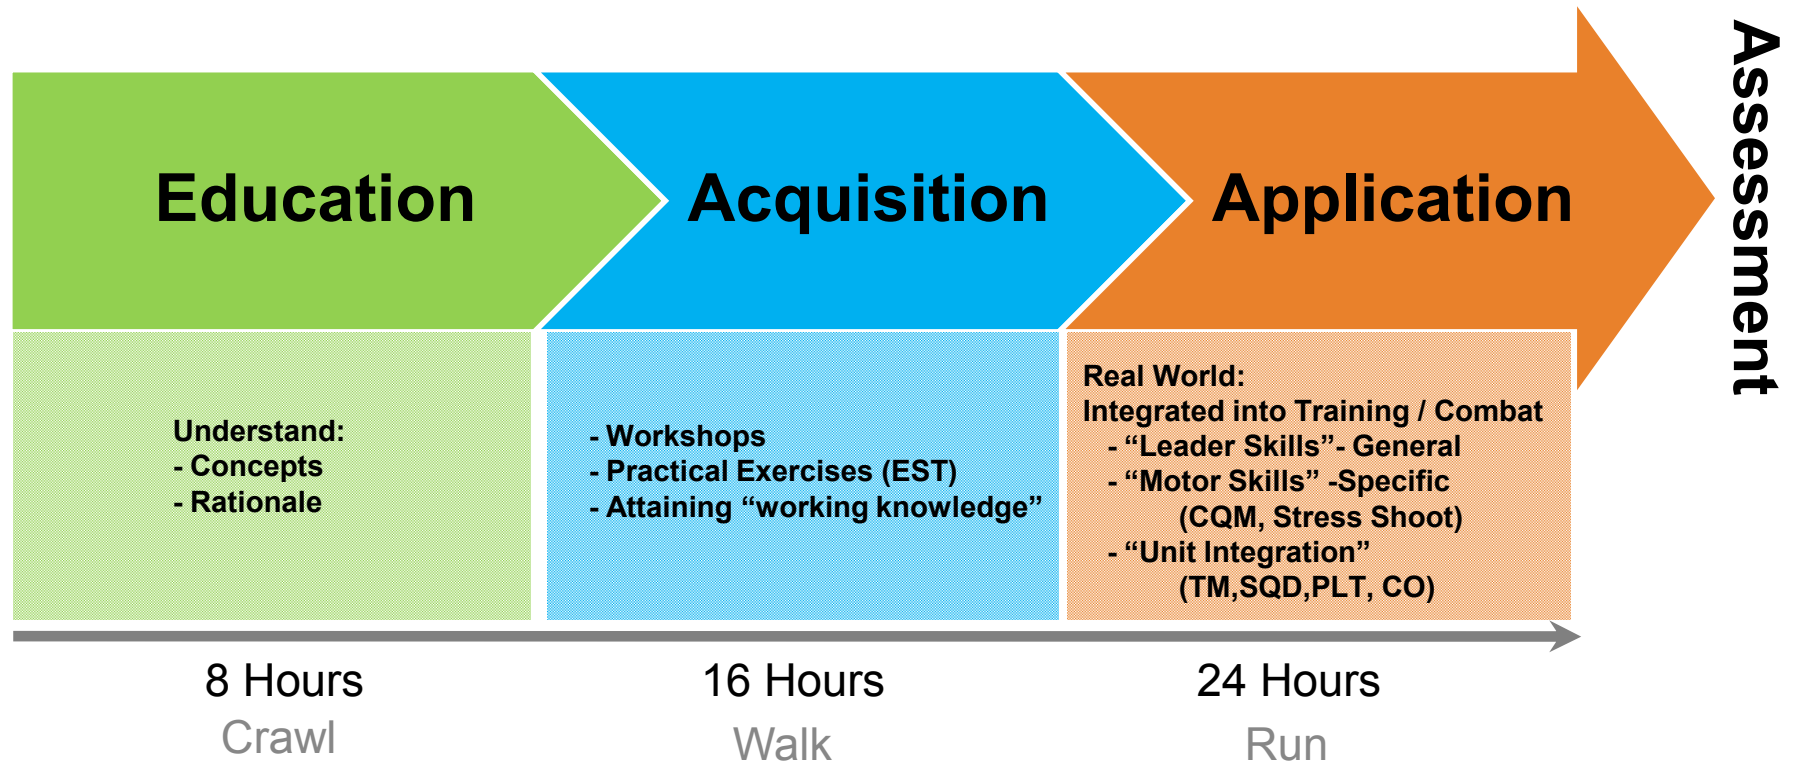 Education
Acquisition
Application
Assessment
Understand:
- Concepts
- Rationale
- Workshops
- Practical Exercises (EST)
- Attaining “working knowledge”
Real World:
Integrated into Training / Combat
- “Leader Skills”- General
- “Motor Skills” -Specific
(CQM, Stress Shoot)
- “Unit Integration”
(TM,SQD,PLT, CO)
8 Hours
Crawl
16 Hours
Walk
24 Hours
Run